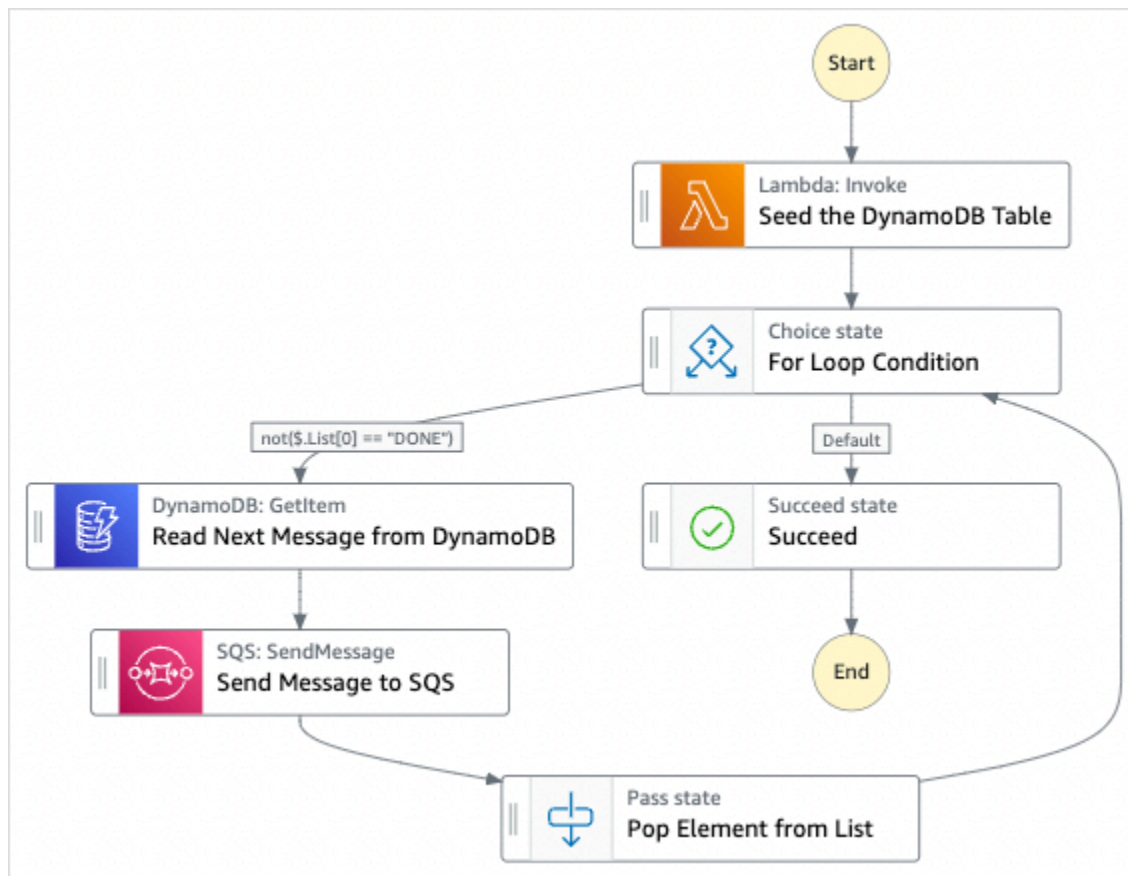 Start
Lambda: Invoke
Seed the DynamoDB Table
Choice state
For Loop Condition
not($.List[0] == "DONE")
Default
DynamoDB: GetItem
Read Next Message from DynamoDB
Succeed state
Succeed
SQS: SendMessage
Send Message to SQS
End
Pass state
Pop Element from List